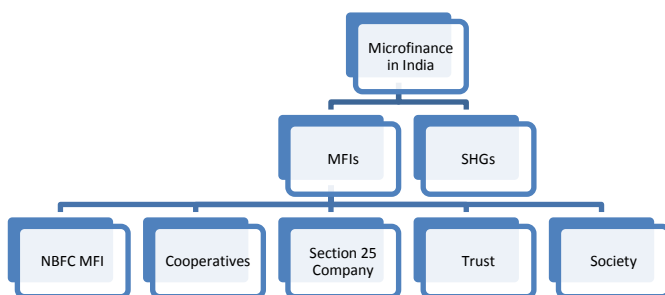 Microfinance
in India
MFIs
SHGs
NBFC MFI
Cooperatives
Section 25
Company
Trust
Society